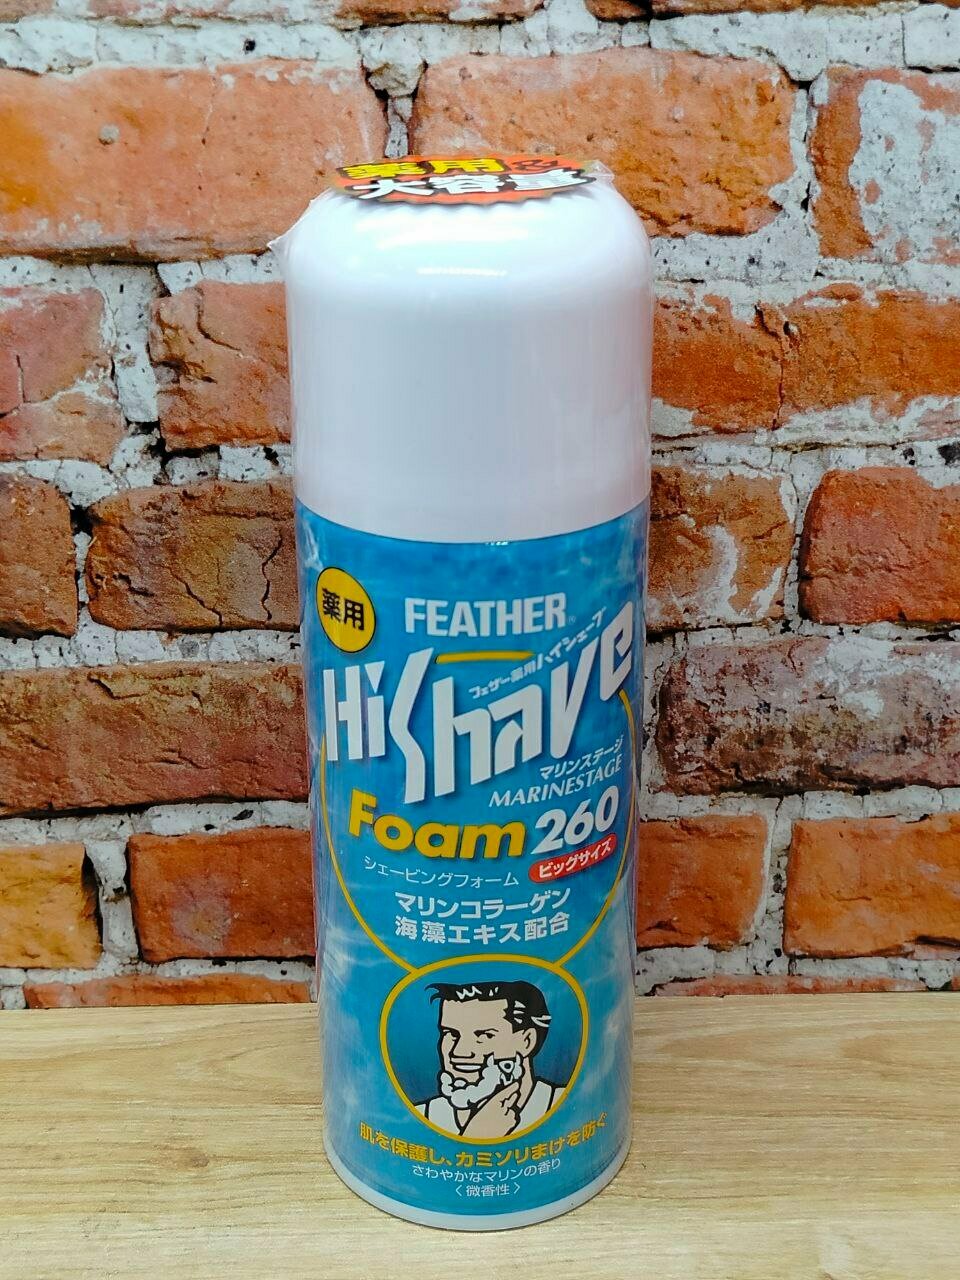 薬用&
大容量
薬用
FEATHER®
フェザー薬用ハイシェーブ
HiShave
マリンステージ
MARINESTAGE
Foam 260
ビッグサイズ
シェービングフォーム
マリンコラーゲン
海藻エキス配合
肌を保護し、カミソリまけを防ぐ
さわやかなマリンの香り
〈微香性〉